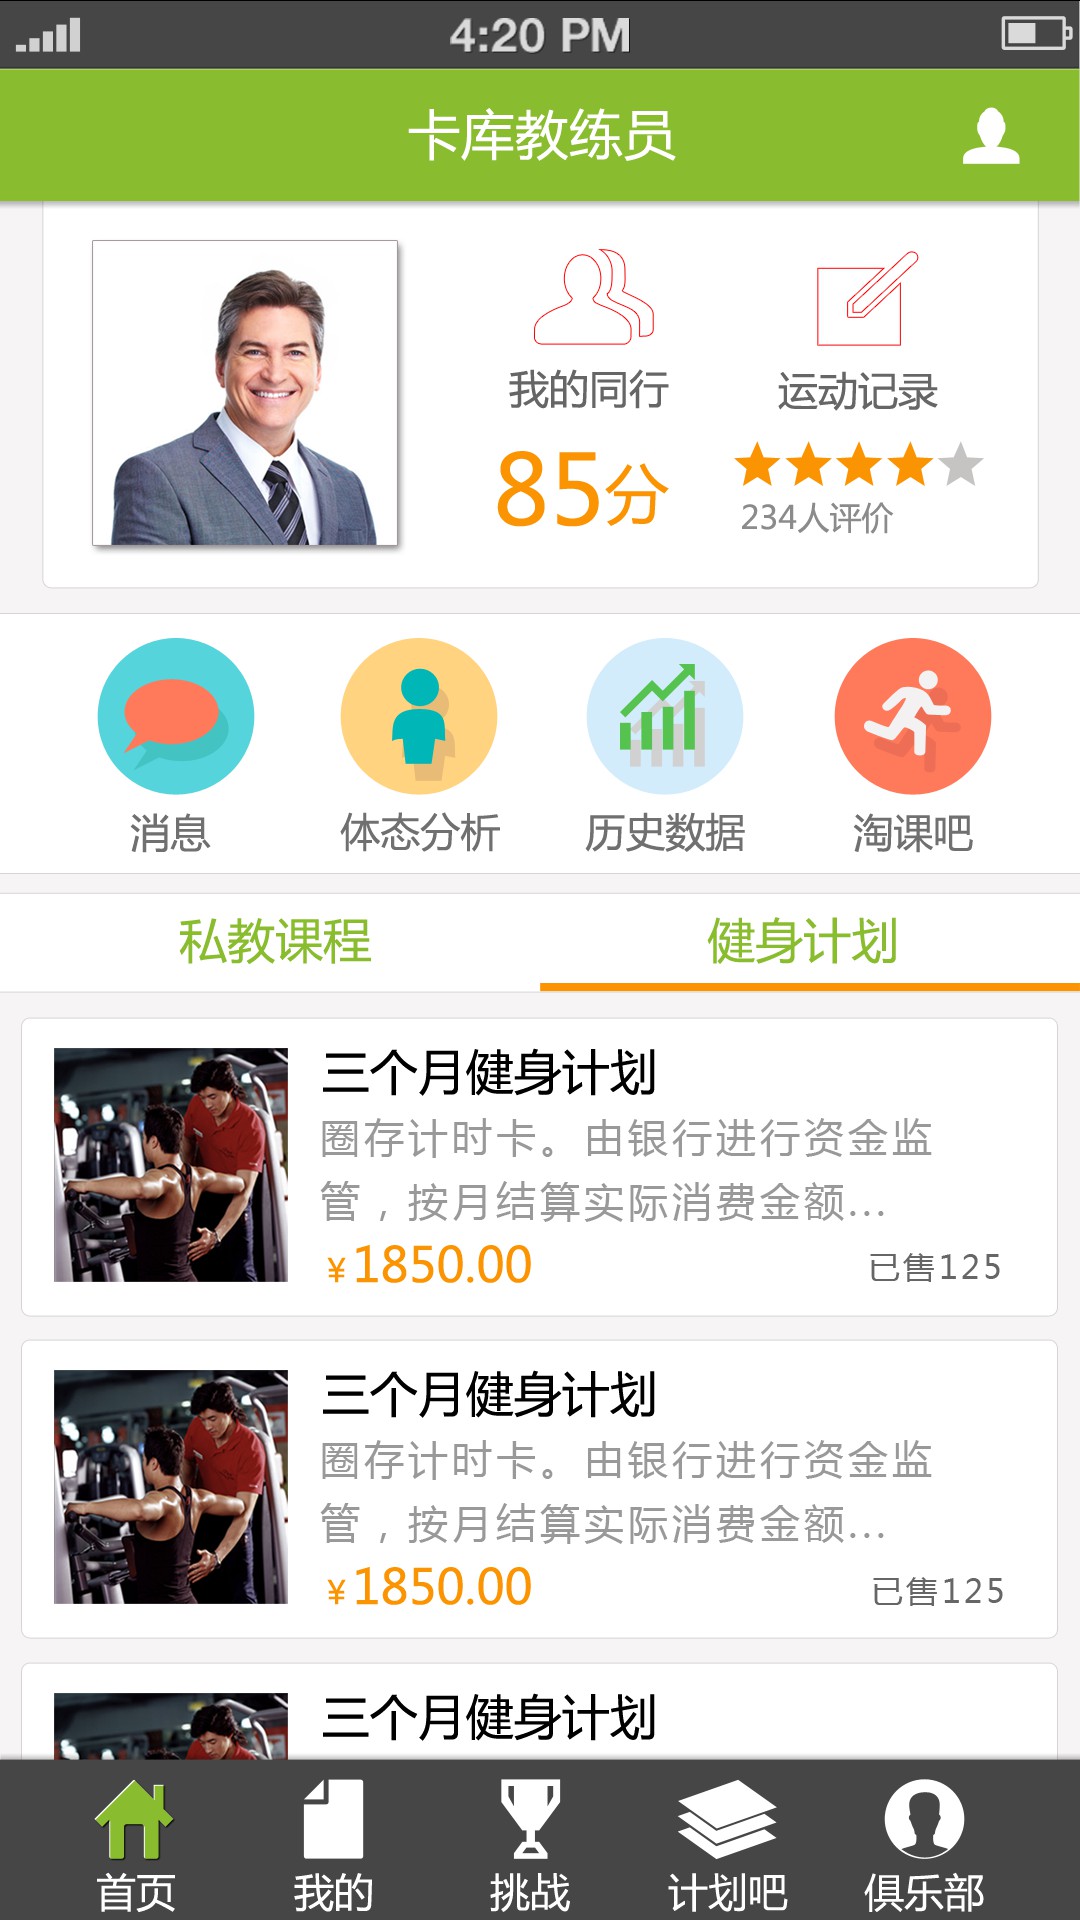 4:20 PM
卡库教练员
我的同行
运动记录
85分
234人评价
消息
体态分析
历史数据
淘课吧
私教课程
健身计划
三个月健身计划
圈存计时卡。由银行进行资金监
管，按月结算实际消费金额...
¥1850.00
已售125
三个月健身计划
圈存计时卡。由银行进行资金监
管，按月结算实际消费金额...
¥1850.00
已售125
三个月健身计划
首页
我的
挑战
计划吧
俱乐部